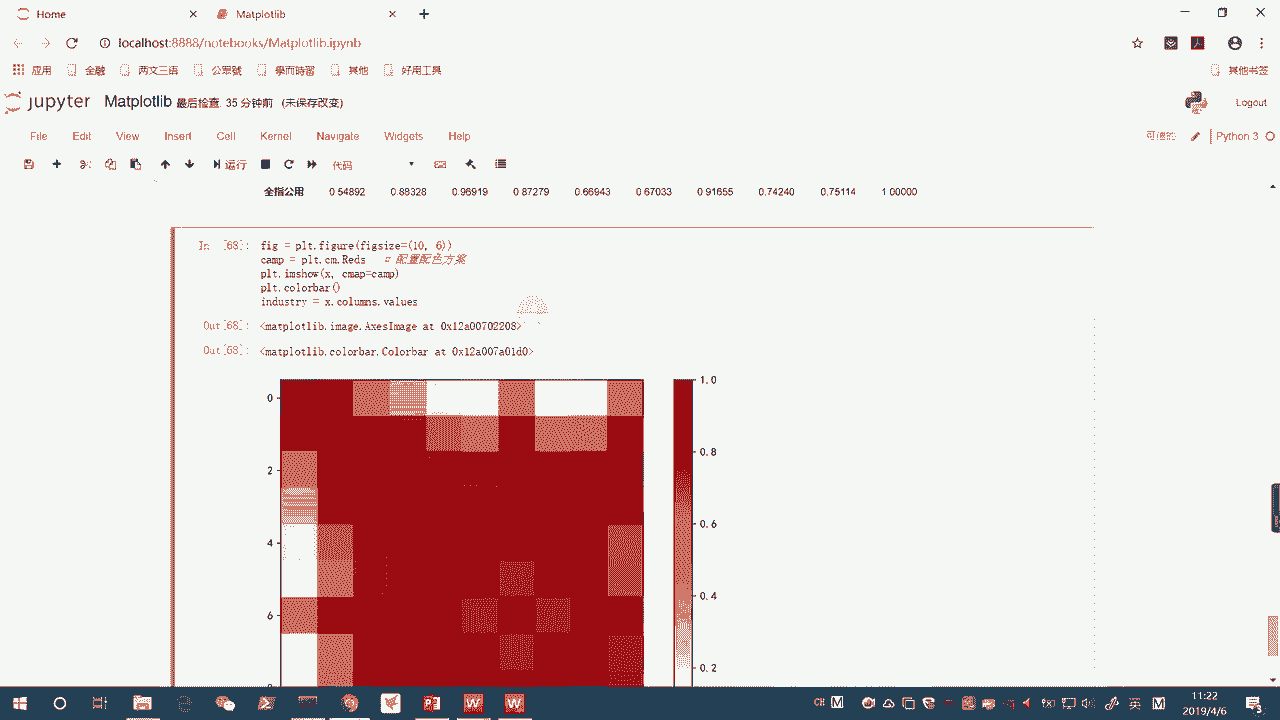 Home
Matplotlib
localhost:8888/notebooks/Matplotlib.ipynb
应用 金融 两文三语 公眾號 學而時習 其他 好用工具 其他书签
jupyter Matplotlib 最后检查: 35 分钟前 (未保存改变) Logout
File Edit View Insert Cell Kernel Navigate Widgets Help 可信的 Python 3
运行 代码
全指公用 0.54892 0.88328 0.96919 0.87279 0.66943 0.67033 0.91655 0.74240 0.75114 1.00000
In [68]: fig = plt.figure(figsize=(10, 6))
camp = plt.cm.Reds # 配置配色方案
plt.imshow(x, cmap=camp)
plt.colorbar()
industry = x.columns.values
Out[68]: <matplotlib.image.AxesImage at 0x12a00702208>
Out[68]: <matplotlib.colorbar.Colorbar at 0x12a007a01d0>
0
2
4
6
8
1.0
0.8
0.6
0.4
0.2
CH M 英 M
11:22
2019/4/6